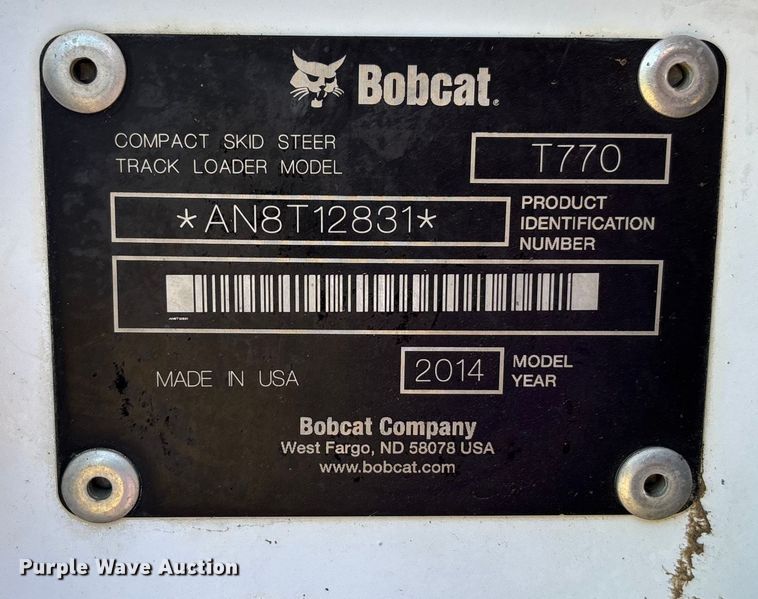 Bobcat®
COMPACT SKID STEER
TRACK LOADER MODEL
T770
*AN8T12831*
PRODUCT
IDENTIFICATION
NUMBER
AN8T12831
MADE IN USA
2014
MODEL
YEAR
Bobcat Company
West Fargo, ND 58078 USA
www.bobcat.com
Purple Wave Auction